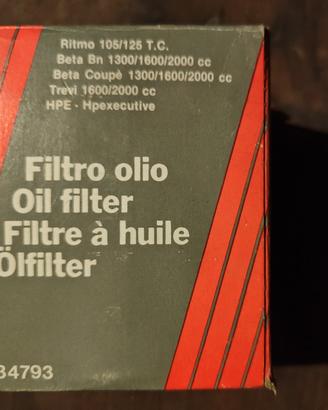 Ritmo 105/125 T.C.
Beta Bn 1300/1600/2000 cc
Beta Coupè 1300/1600/2000 cc
Trevi 1600/2000 cc
HPE - Hpexecutive
Filtro olio
Oil filter
Filtre à huile
Ölfilter
34793